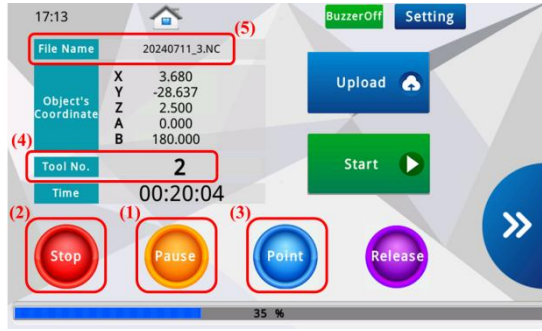 17:13
BuzzerOff
Setting
(5)
File Name 20240711_3.NC
Object's
Coordinate
X 3.680
Y -28.637
Z 2.500
A 0.000
B 180.000
Upload
(4)
Tool No. 2
Start
Time 00:20:04
(2) (1) (3)
Stop Pause Point Release
35 %